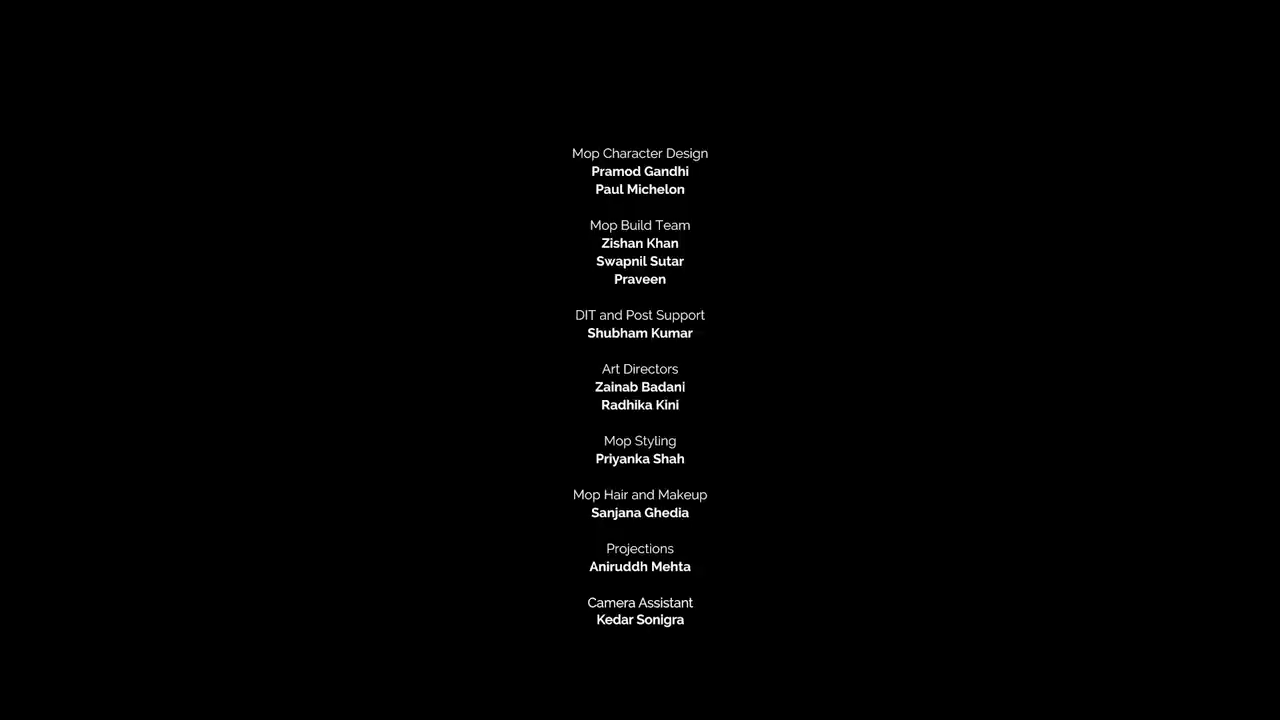 Mop Character Design
Pramod Gandhi
Paul Michelon
Mop Build Team
Zishan Khan
Swapnil Sutar
Praveen
DIT and Post Support
Shubham Kumar
Art Directors
Zainab Badani
Radhika Kini
Mop Styling
Priyanka Shah
Mop Hair and Makeup
Sanjana Ghedia
Projections
Aniruddh Mehta
Camera Assistant
Kedar Sonigra